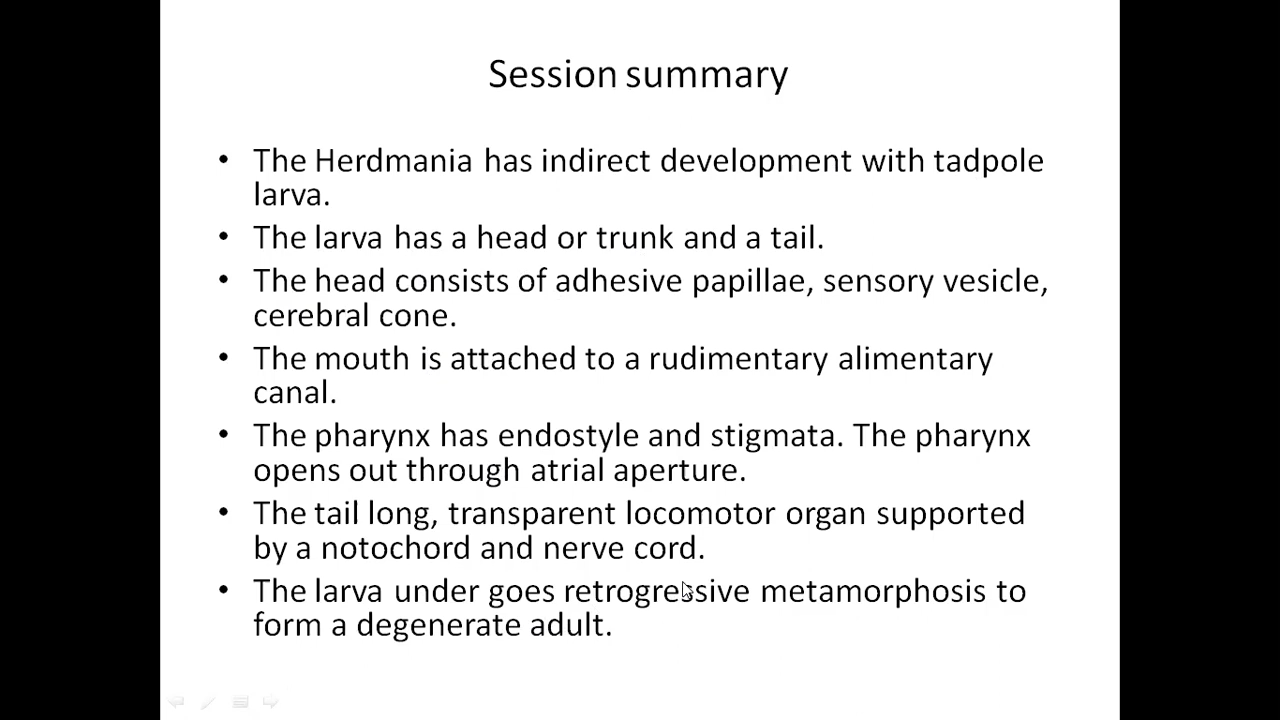 Session summary
• The Herdmania has indirect development with tadpole
larva.
• The larva has a head or trunk and a tail.
• The head consists of adhesive papillae, sensory vesicle,
cerebral cone.
• The mouth is attached to a rudimentary alimentary
canal.
• The pharynx has endostyle and stigmata. The pharynx
opens out through atrial aperture.
• The tail long, transparent locomotor organ supported
by a notochord and nerve cord.
• The larva under goes retrogressive metamorphosis to
form a degenerate adult.